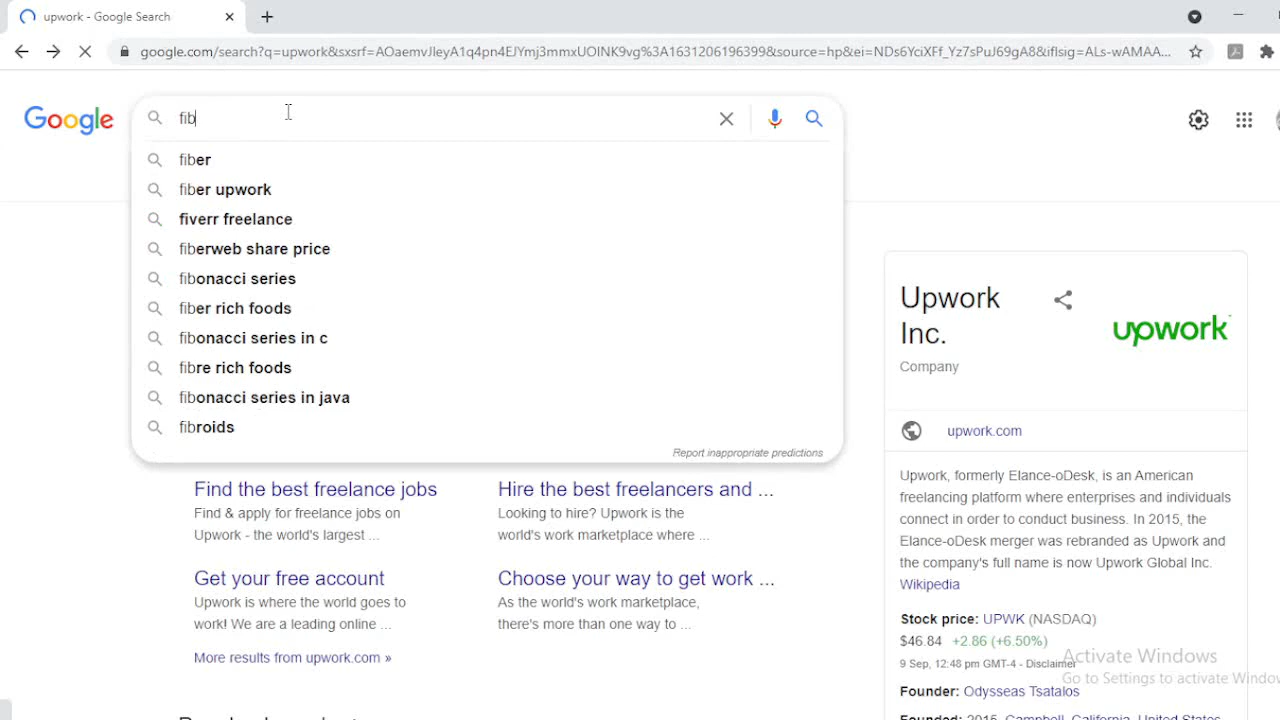 upwork - Google Search
google.com/search?q=upwork&sxsrf=AOaemvJleyA1q4pn4EJYmj3mmxUOINK9vg%3A1631206196399&source=hp&ei=NDs6YciXFf_Yz7sPuJ69gA8&iflsig=ALs-wAMAA...
Google
fib
fiber
fiber upwork
fiverr freelance
fiberweb share price
fibonacci series
fiber rich foods
fibonacci series in c
fibre rich foods
fibonacci series in java
fibroids
Report inappropriate predictions
Find the best freelance jobs
Find & apply for freelance jobs on
Upwork - the world's largest ...
Hire the best freelancers and ...
Looking to hire? Upwork is the
world's work marketplace where ...
Get your free account
Upwork is where the world goes to
work! We are a leading online ...
Choose your way to get work ...
As the world's work marketplace,
there's more than one way to ...
More results from upwork.com »
Upwork
Inc.
Company
upwork
upwork.com
Upwork, formerly Elance-oDesk, is an American
freelancing platform where enterprises and individuals
connect in order to conduct business. In 2015, the
Elance-oDesk merger was rebranded as Upwork and
the company's full name is now Upwork Global Inc.
Wikipedia
Stock price: UPWK (NASDAQ)
$46.84 +2.86 (+6.50%)
9 Sep, 12:48 pm GMT-4 - Disclaimer
Founder: Odysseas Tsatalos
Founded: 2015, Campbell, California, United States
Activate Windows
Go to Settings to activate Windo